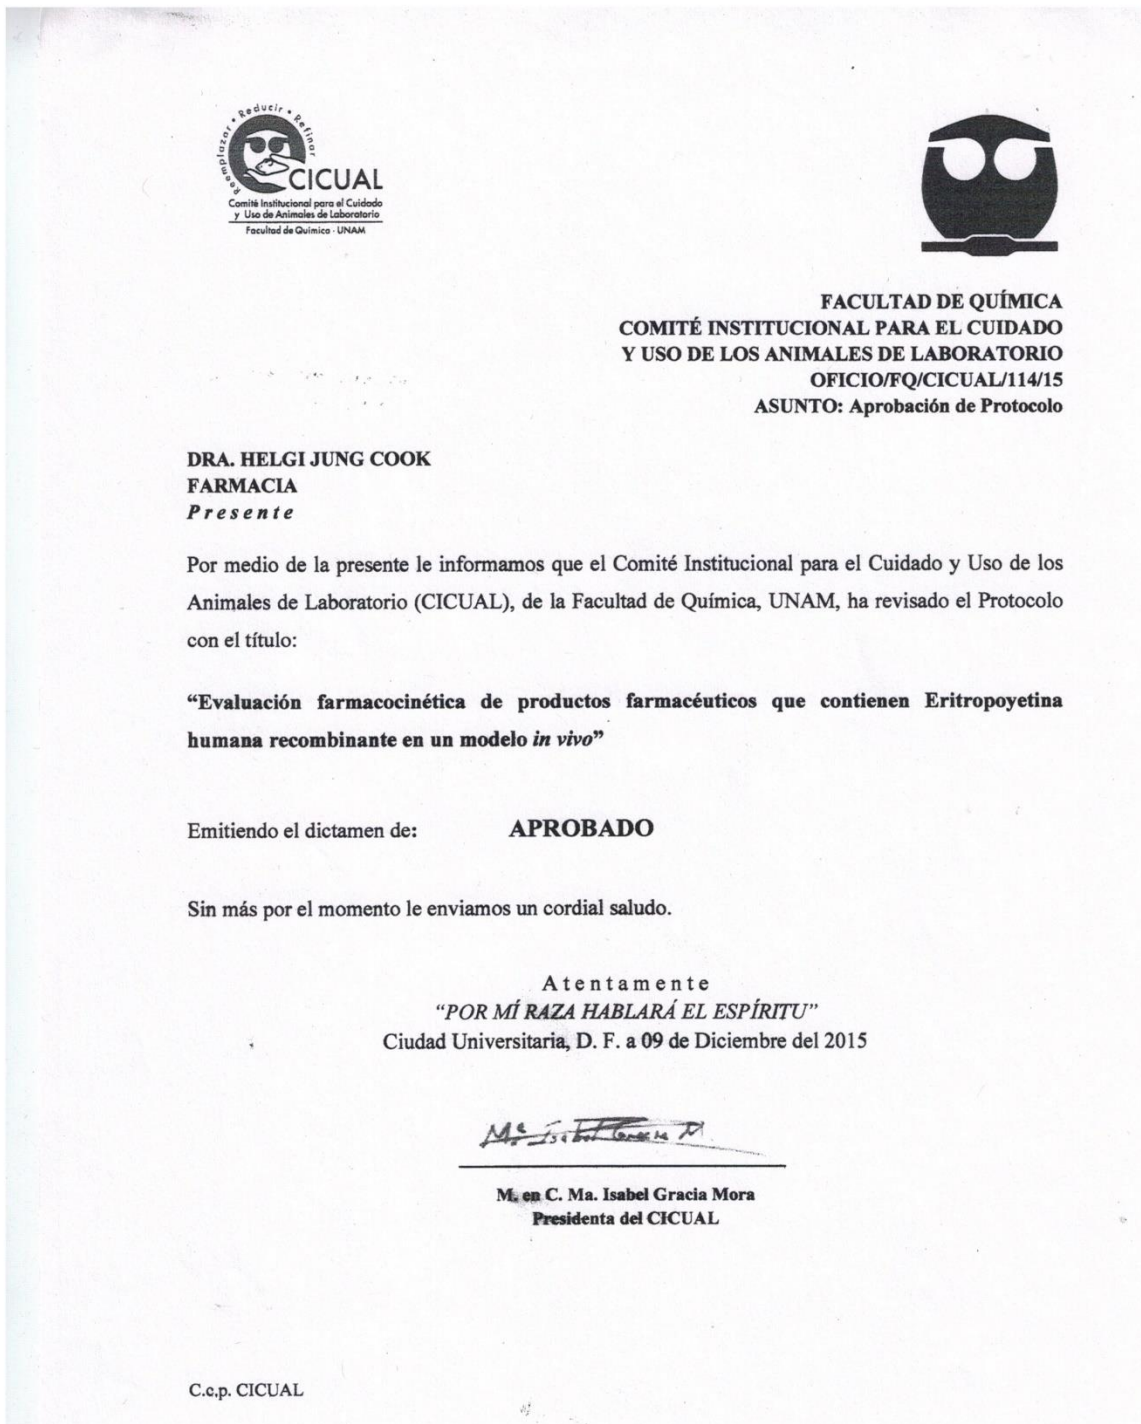 Reemplazar • Reducir • Refinar
CICUAL
Comité Institucional para el Cuidado
y Uso de Animales de Laboratorio
Facultad de Química - UNAM
FACULTAD DE QUÍMICA
COMITÉ INSTITUCIONAL PARA EL CUIDADO
Y USO DE LOS ANIMALES DE LABORATORIO
OFICIO/FQ/CICUAL/114/15
ASUNTO: Aprobación de Protocolo
DRA. HELGI JUNG COOK
FARMACIA
Presente
Por medio de la presente le informamos que el Comité Institucional para el Cuidado y Uso de los
Animales de Laboratorio (CICUAL), de la Facultad de Química, UNAM, ha revisado el Protocolo
con el título:
“Evaluación farmacocinética de productos farmacéuticos que contienen Eritropoyetina
humana recombinante en un modelo in vivo”
Emitiendo el dictamen de: APROBADO
Sin más por el momento le enviamos un cordial saludo.
Atentamente
“POR MÍ RAZA HABLARÁ EL ESPÍRITU”
Ciudad Universitaria, D. F. a 09 de Diciembre del 2015
Mª Isabel Gracia M.
M. en C. Ma. Isabel Gracia Mora
Presidenta del CICUAL
C.c.p. CICUAL